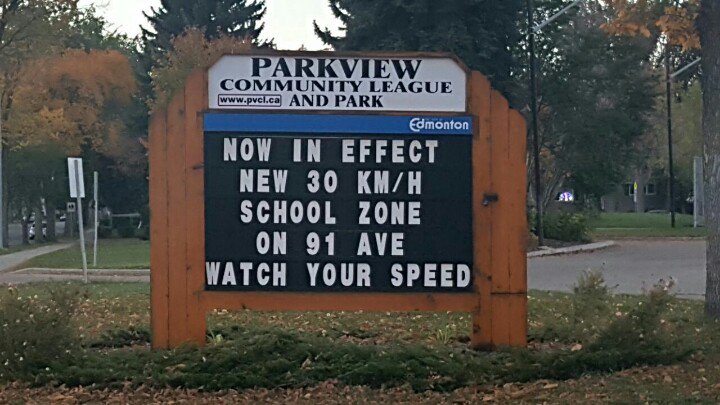 PARKVIEW
COMMUNITY LEAGUE
www.pvcl.ca AND PARK
Edmonton
NOW IN EFFECT
NEW 30 KM/H
SCHOOL ZONE
ON 91 AVE
WATCH YOUR SPEED